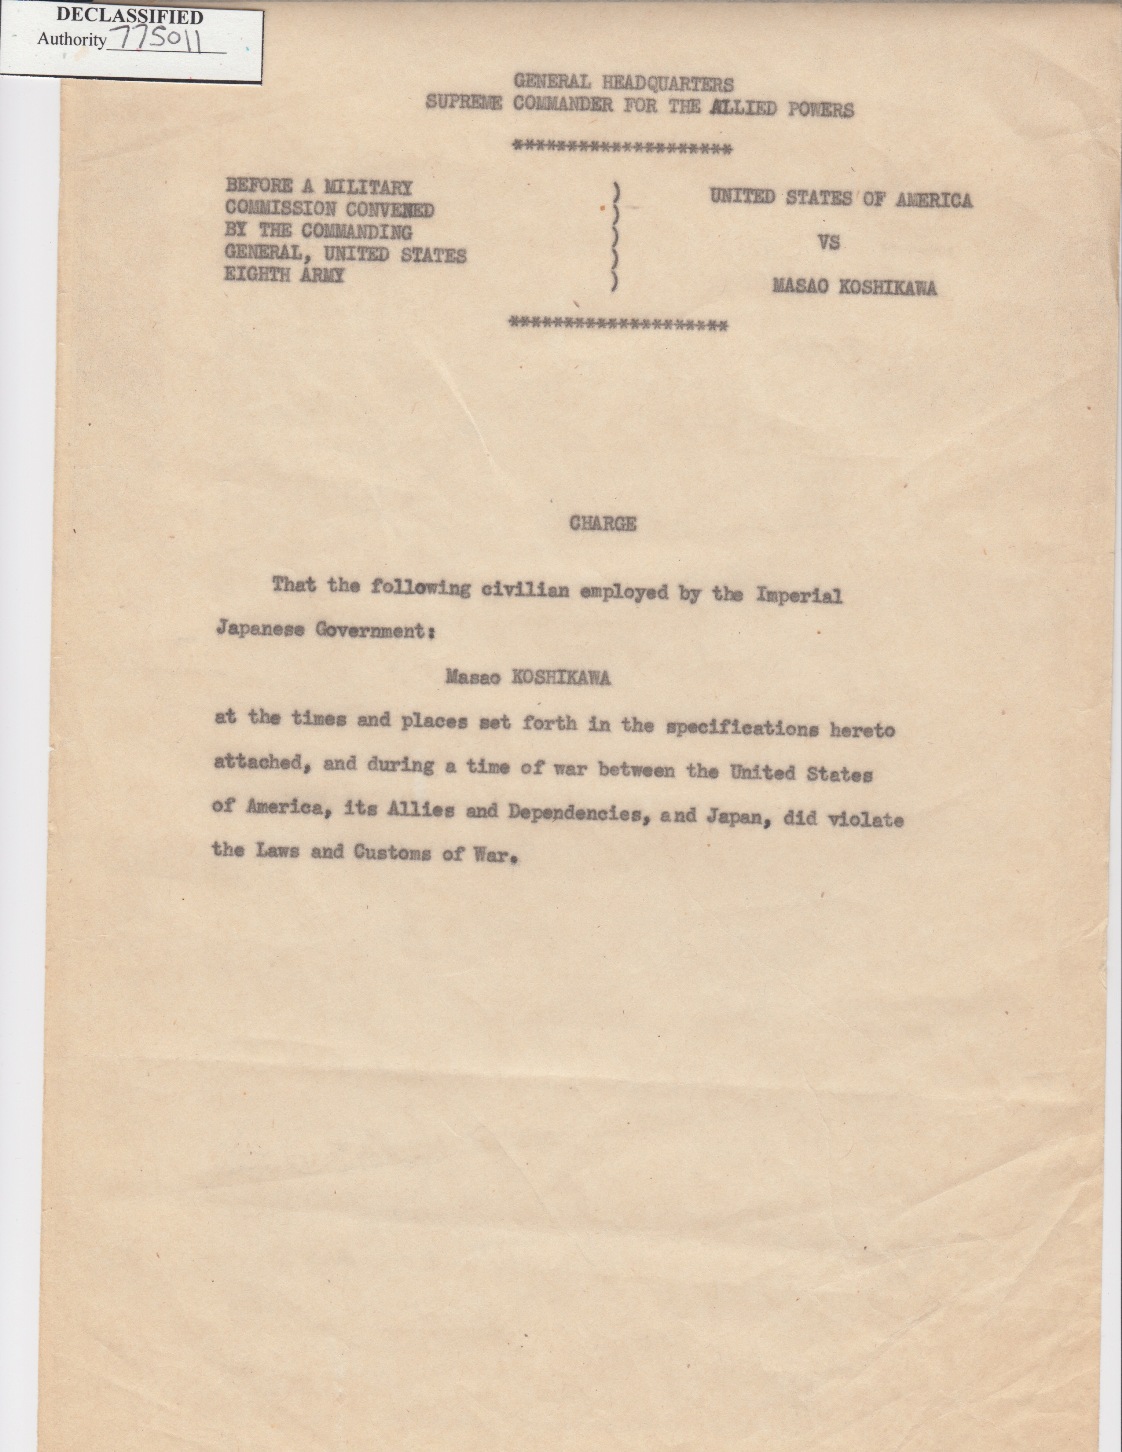 DECLASSIFIED
Authority 775011
GENERAL HEADQUARTERS
SUPREME COMMANDER FOR THE ALLIED POWERS
********************
BEFORE A MILITARY ) UNITED STATES OF AMERICA
COMMISSION CONVENED )
BY THE COMMANDING ) VS
GENERAL, UNITED STATES )
EIGHTH ARMY ) MASAO KOSHIKAWA
********************
CHARGE
That the following civilian employed by the Imperial
Japanese Government:
Masao KOSHIKAWA
at the times and places set forth in the specifications hereto
attached, and during a time of war between the United States
of America, its Allies and Dependencies, and Japan, did violate
the Laws and Customs of War.